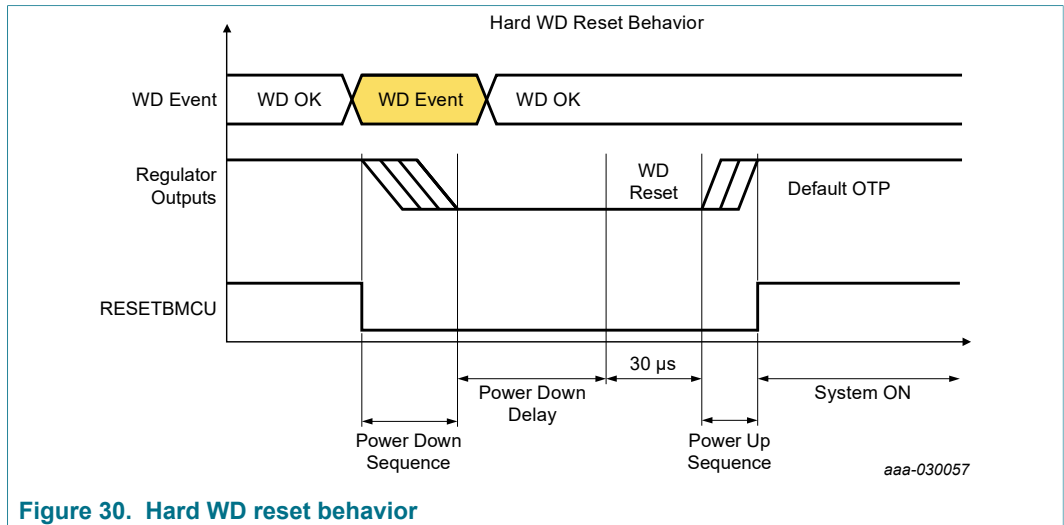 Hard WD Reset Behavior
WD Event
WD OK
WD Event
WD OK
Regulator
Outputs
WD
Reset
Default OTP
RESETBMCU
30 µs
Power Down
Delay
System ON
Power Down
Sequence
Power Up
Sequence
aaa-030057
Figure 30. Hard WD reset behavior